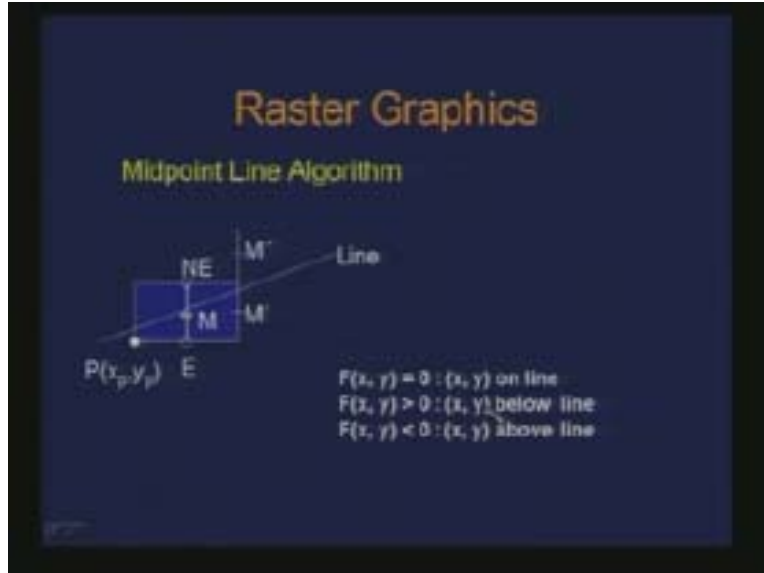 Raster Graphics
Midpoint Line Algorithm
M″
Line
NE
M
M′
P(xp,yp)
E
F(x, y) = 0 : (x, y) on line
F(x, y) > 0 : (x, y) below line
F(x, y) < 0 : (x, y) above line